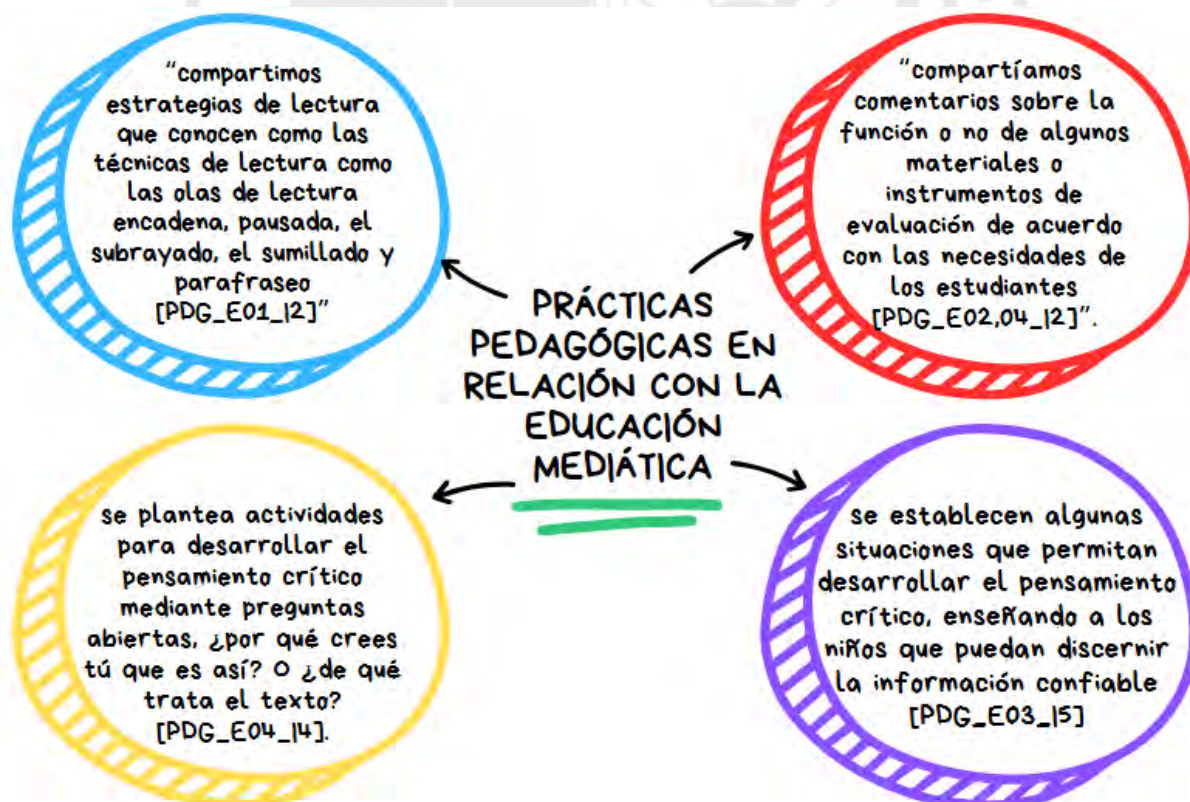 “compartimos
estrategias de lectura
que conocen como las
técnicas de lectura como
las olas de lectura
encadena, pausada, el
subrayado, el sumillado y
parafraseo
[PDG_E01_I2]”
“compartíamos
comentarios sobre la
función o no de algunos
materiales o
instrumentos de
evaluación de acuerdo
con las necesidades de
los estudiantes
[PDG_E02,04_I2]”.
PRÁCTICAS
PEDAGÓGICAS EN
RELACIÓN CON LA
EDUCACIÓN
MEDIÁTICA
se plantea actividades
para desarrollar el
pensamiento crítico
mediante preguntas
abiertas, ¿por qué crees
tú que es así? O ¿de qué
trata el texto?
[PDG_E04_I4].
se establecen algunas
situaciones que permitan
desarrollar el pensamiento
crítico, enseñando a los
niños que puedan discernir
la información confiable
[PDG_E03_I5]